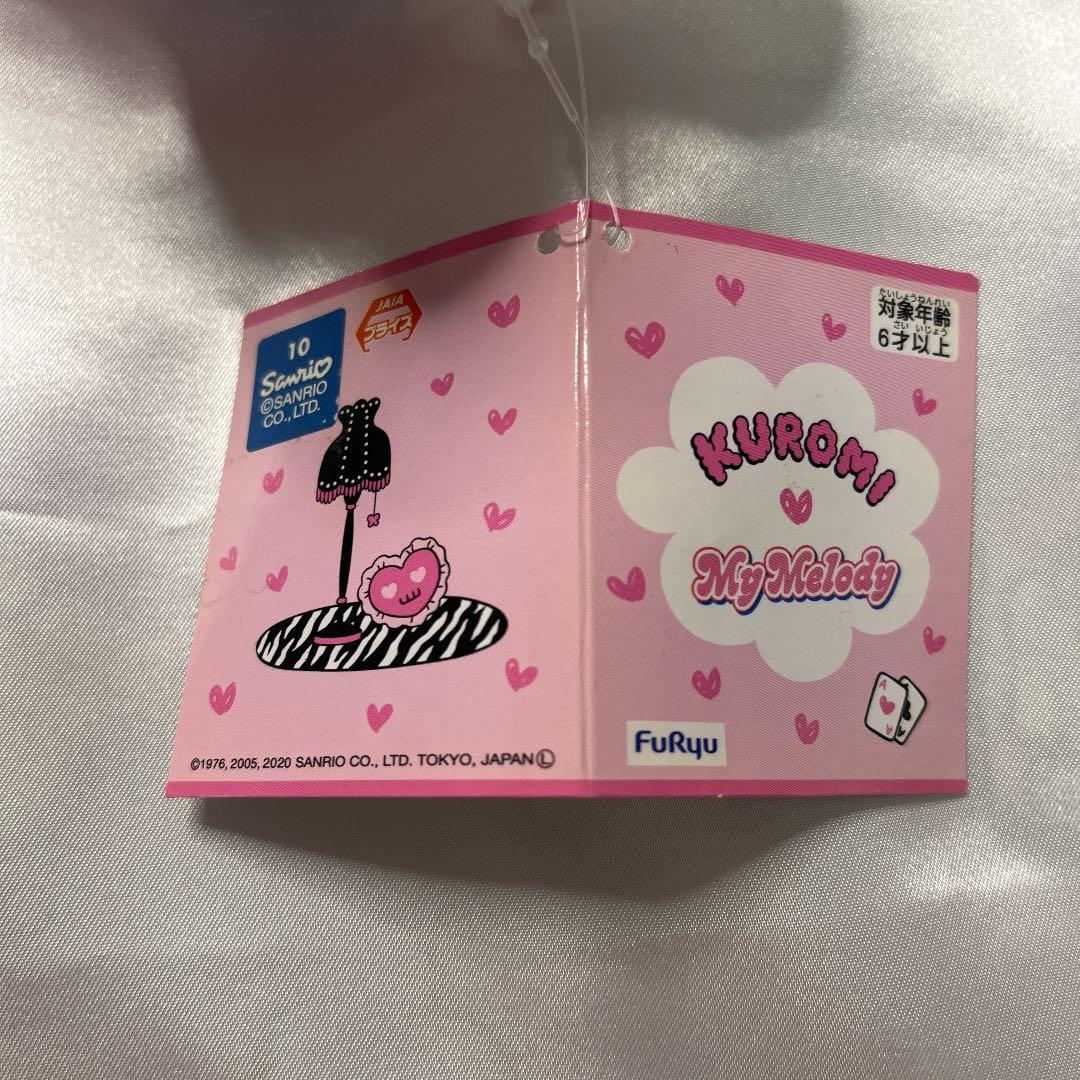 10
Sanrio
©SANRIO
CO., LTD.
JAIA
プライズ
©1976, 2005, 2020 SANRIO CO., LTD. TOKYO, JAPAN Ⓛ
たいしょうねんれい
対象年齢
さい いじょう
6才以上
KUROMI
My Melody
A
A
A
FuRyu